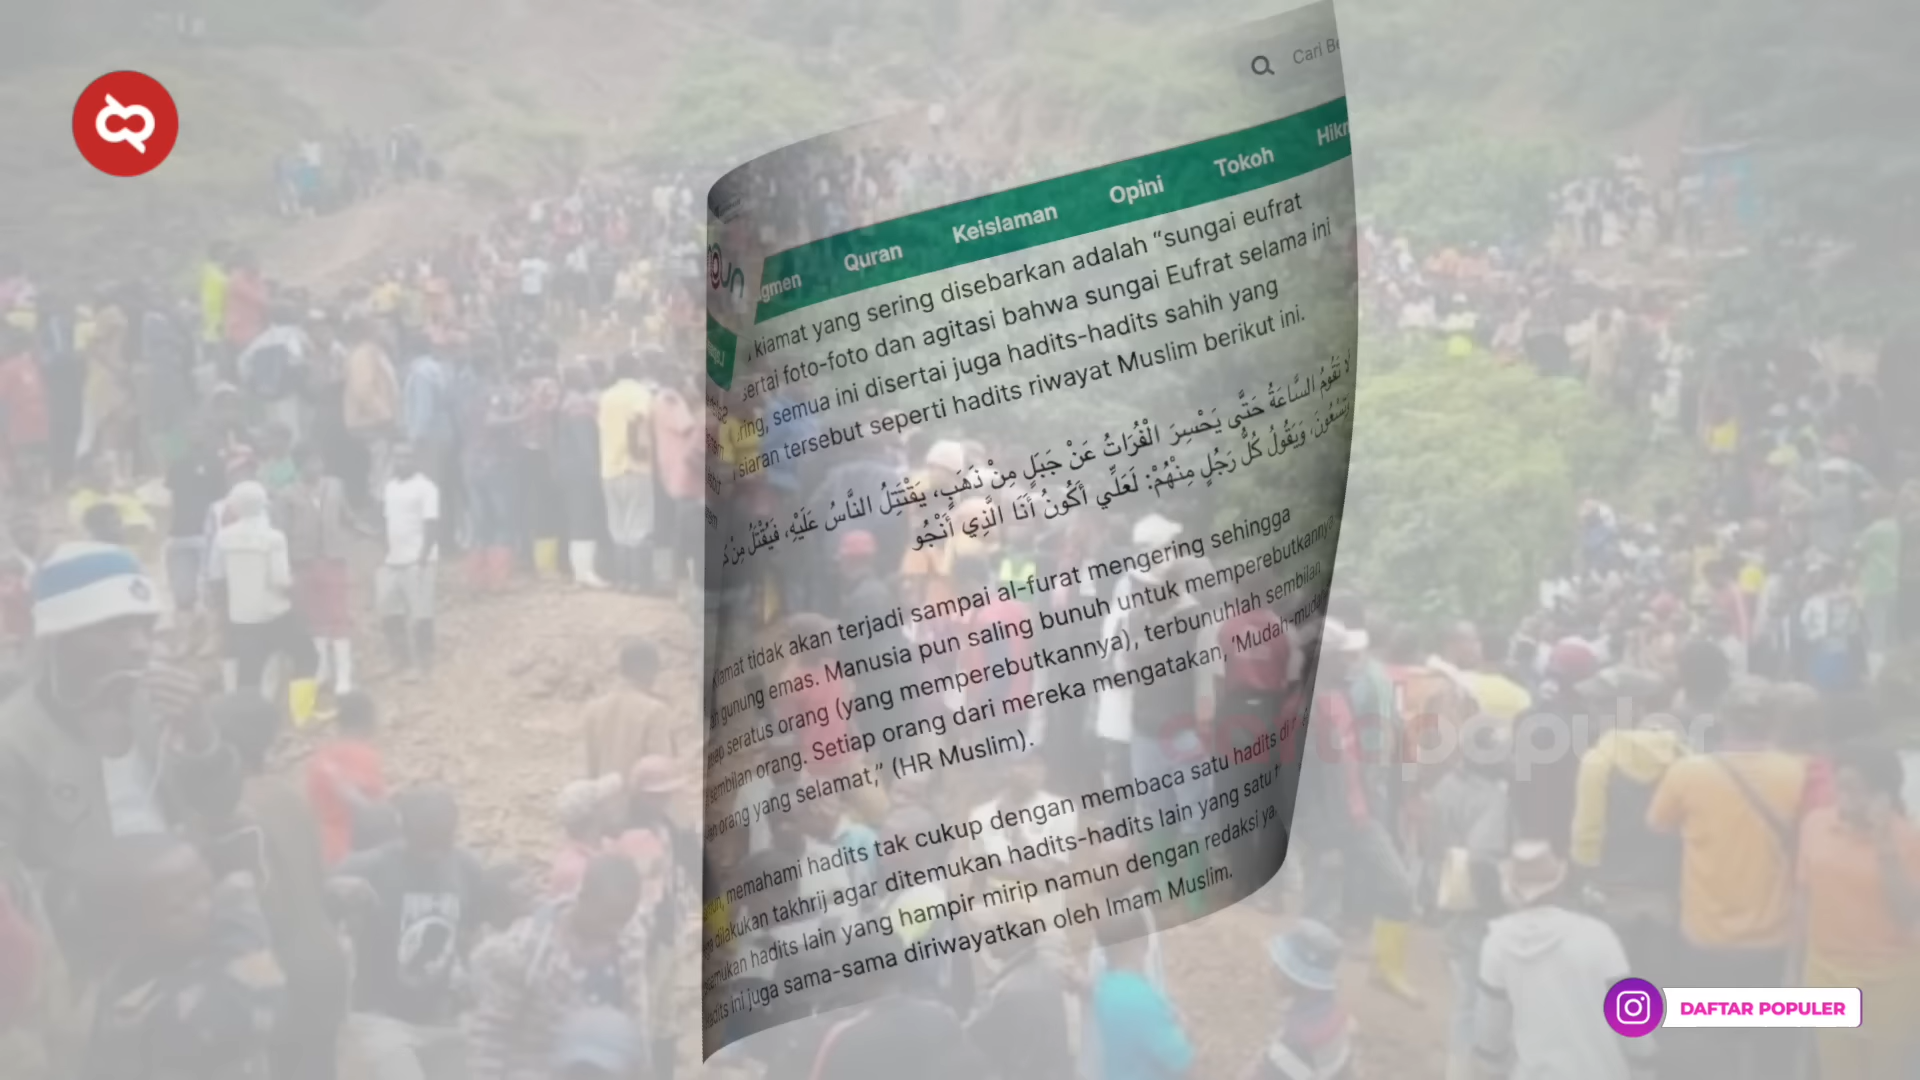 Cari
Quran Keislaman Opini Tokoh
kiamat yang sering disebarkan adalah “sungai eufrat
foto-foto dan agitasi bahwa sungai Eufrat selama ini
semua ini disertai juga hadits-hadits sahih yang
siaran tersebut seperti hadits riwayat Muslim berikut ini.
لَا تَقُومُ السَّاعَةُ حَتَّى يَحْسِرَ الْفُرَاتُ عَنْ جَبَلٍ مِنْ ذَهَبٍ، يَقْتَتِلُ النَّاسُ عَلَيْهِ، فَيُقْتَلُ مِنْ
وَيَقُولُ كُلُّ رَجُلٍ مِنْهُمْ: لَعَلِّي أَكُونُ أَنَا الَّذِي أَنْجُو
tidak akan terjadi sampai al-furat mengering sehingga
gunung emas. Manusia pun saling bunuh untuk memperebutkannya
seratus orang (yang memperebutkannya), terbunuhlah sembilan
sembilan orang. Setiap orang dari mereka mengatakan, ‘Mudah-mudahan
orang yang selamat,” (HR Muslim).
memahami hadits tak cukup dengan membaca satu hadits
dilakukan takhrij agar ditemukan hadits-hadits lain yang satu
hadits lain yang hampir mirip namun dengan redaksi
ini juga sama-sama diriwayatkan oleh Imam Muslim.
daftar populer
DAFTAR POPULER